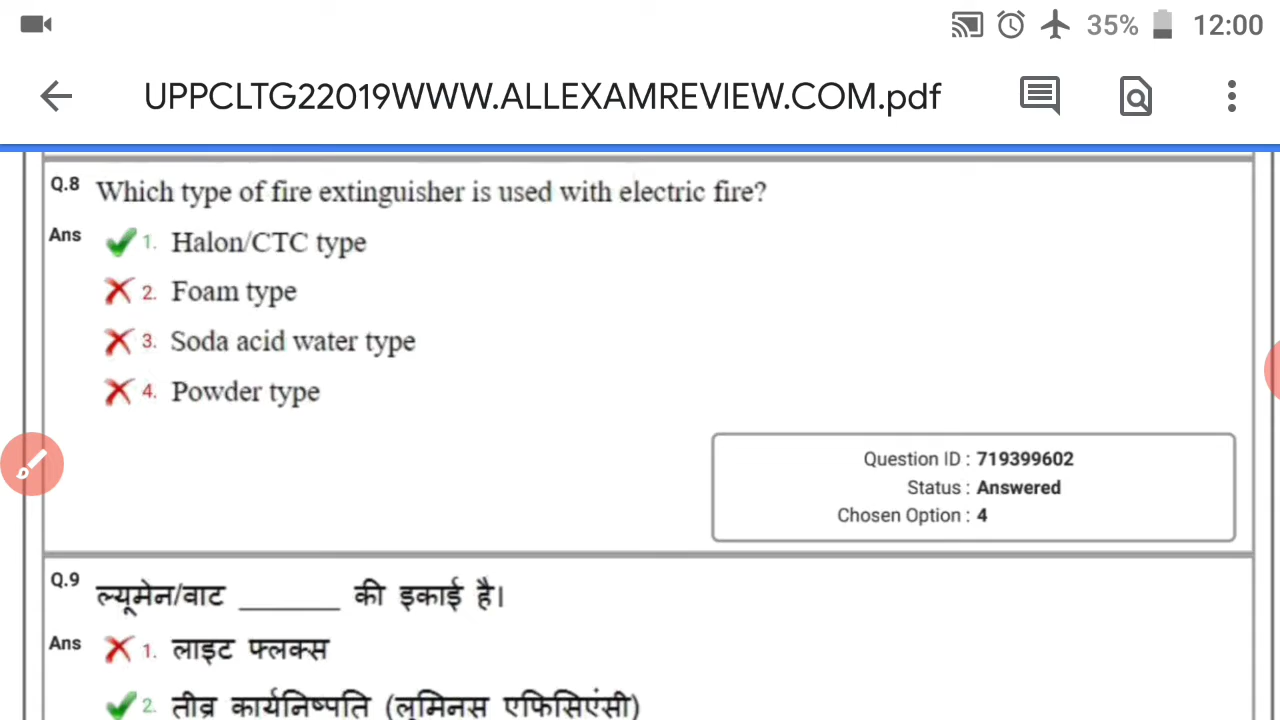 35% 12:00
UPPCLTG22019WWW.ALLEXAMREVIEW.COM.pdf
Q.8 Which type of fire extinguisher is used with electric fire?
Ans 1. Halon/CTC type
2. Foam type
3. Soda acid water type
4. Powder type
Question ID : 719399602
Status : Answered
Chosen Option : 4
Q.9 ल्यूमेन/वाट _______ की इकाई है।
Ans 1. लाइट फ्लक्स
2. तीव्र कार्यनिष्पति (लूमिनस एफिसिएंसी)